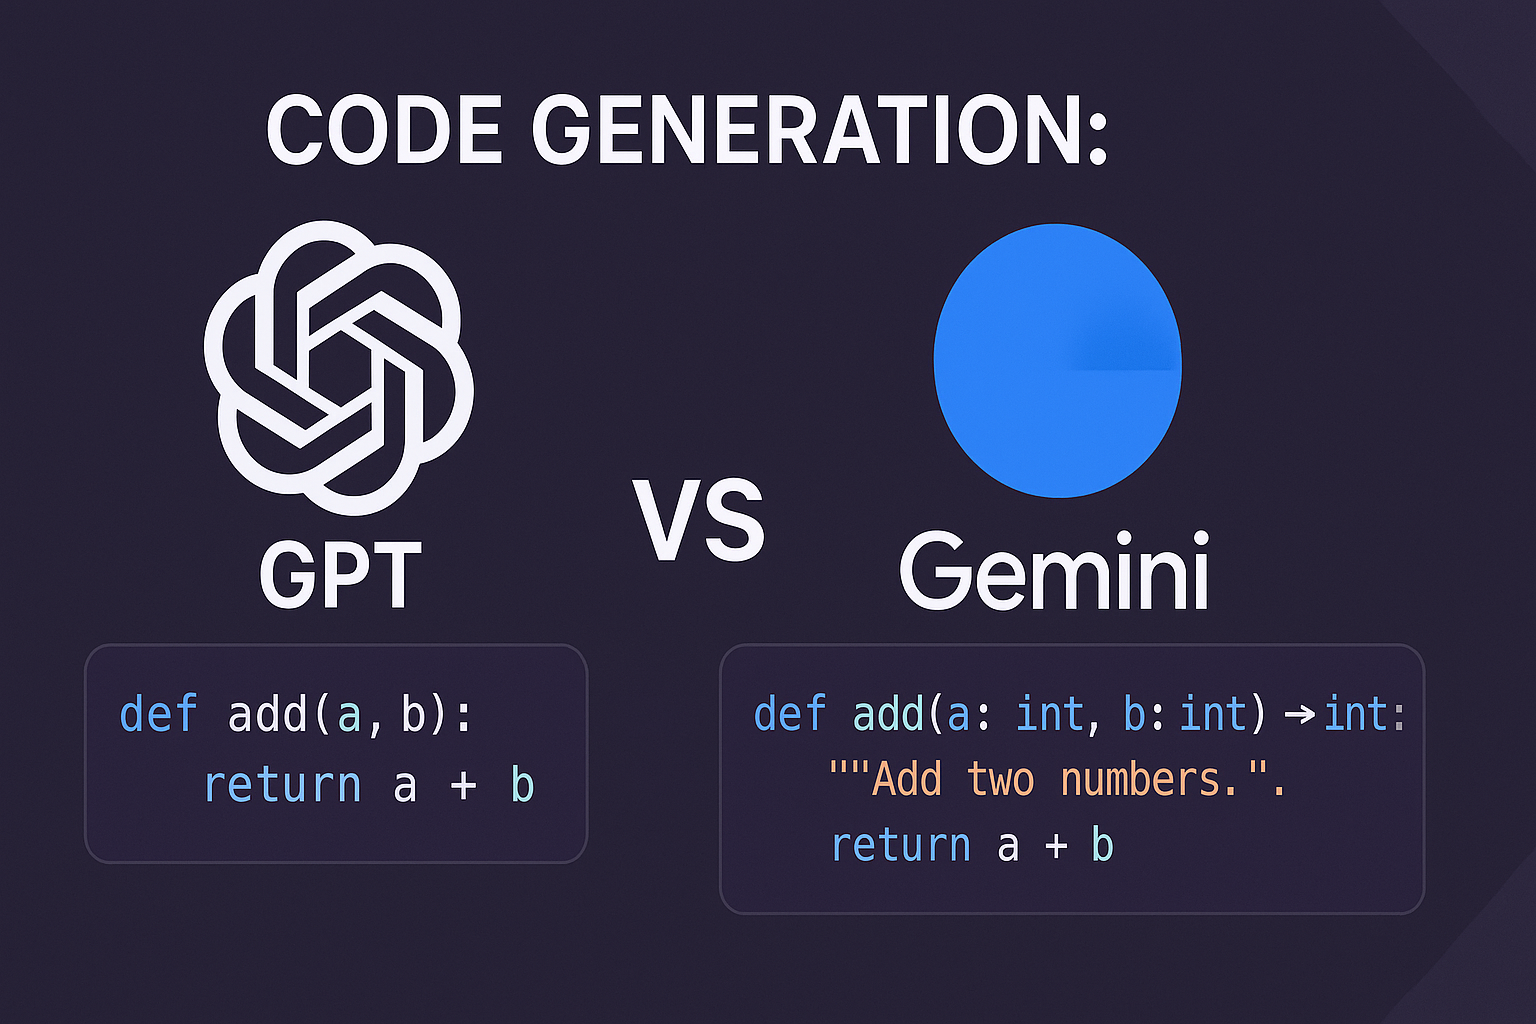 CODE GENERATION:
GPT
VS
Gemini
def add(a, b):
return a + b
def add(a: int, b: int) → int:
""""Add two numbers.".
return a + b